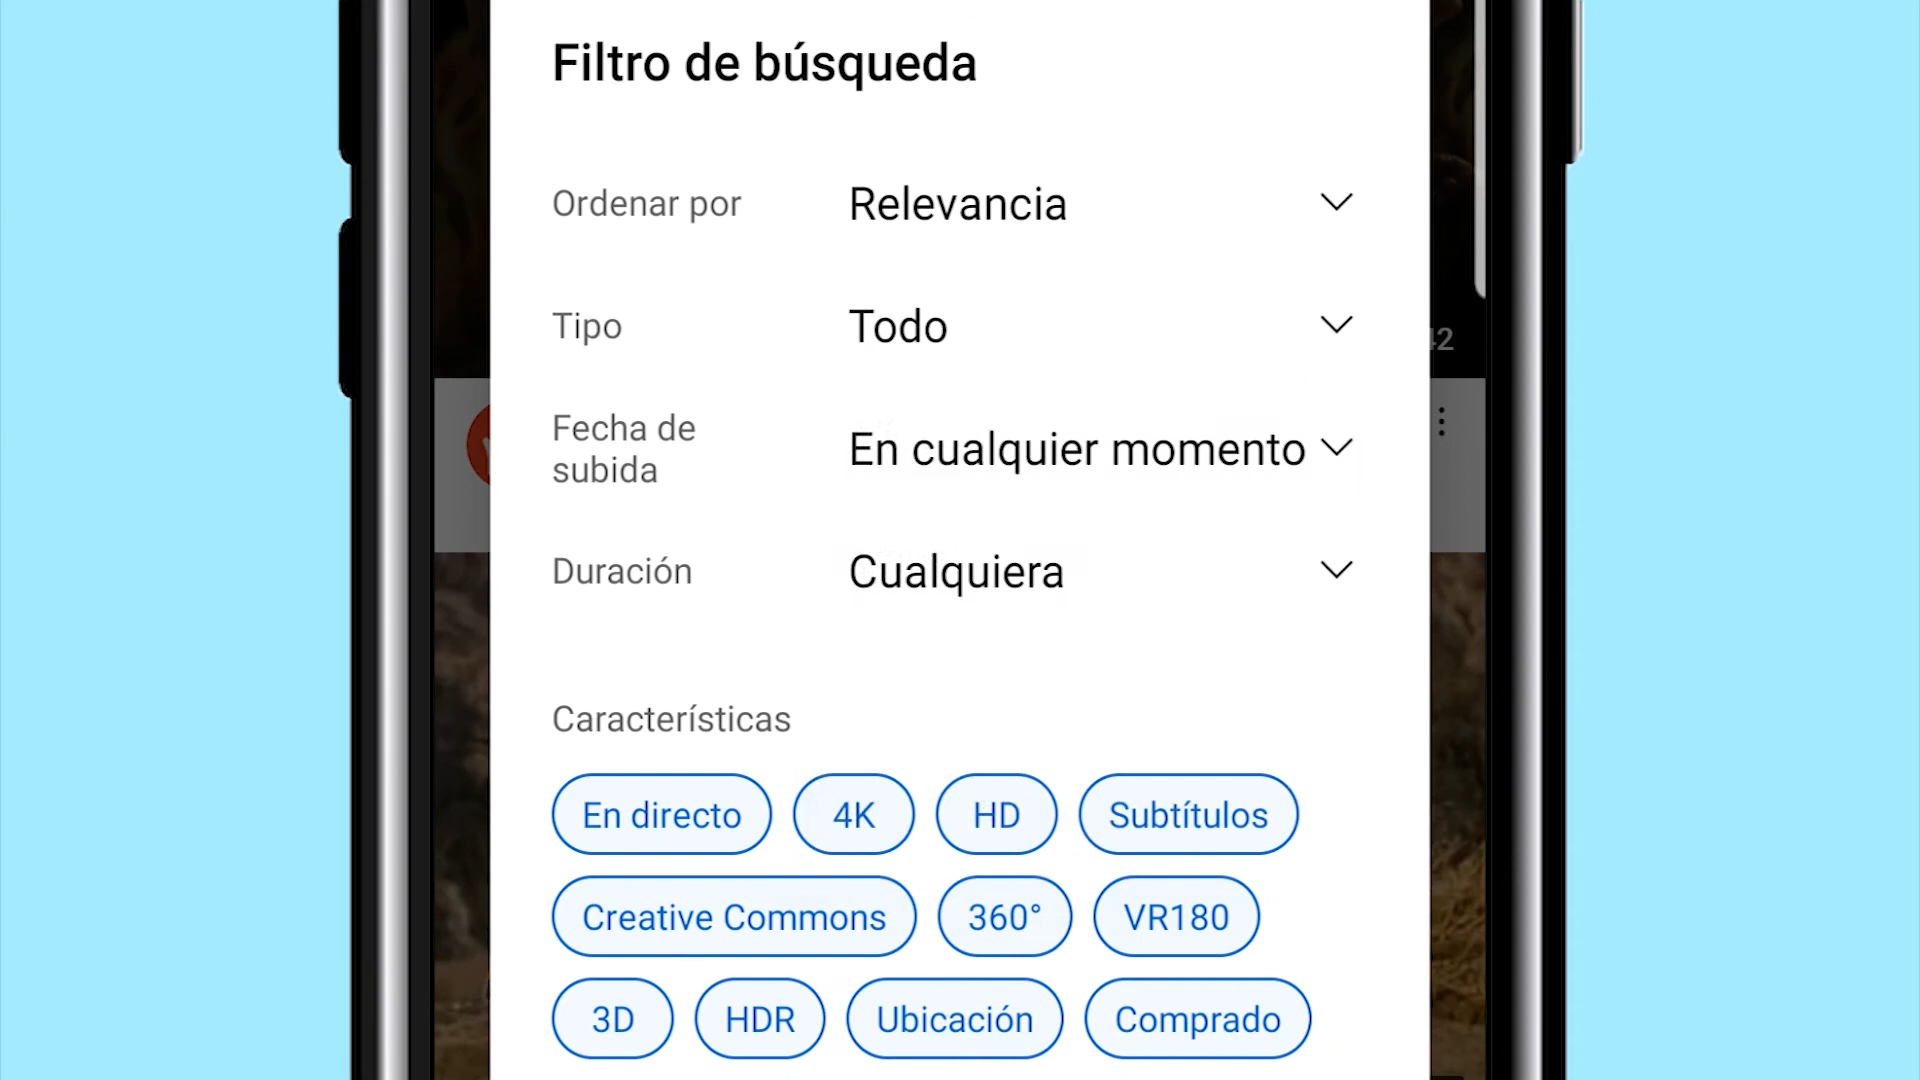 Filtro de búsqueda
Ordenar por Relevancia
Tipo Todo
42
Fecha de
subida
En cualquier momento
Duración Cualquiera
Características
En directo 4K HD Subtítulos
Creative Commons 360° VR180
3D HDR Ubicación Comprado